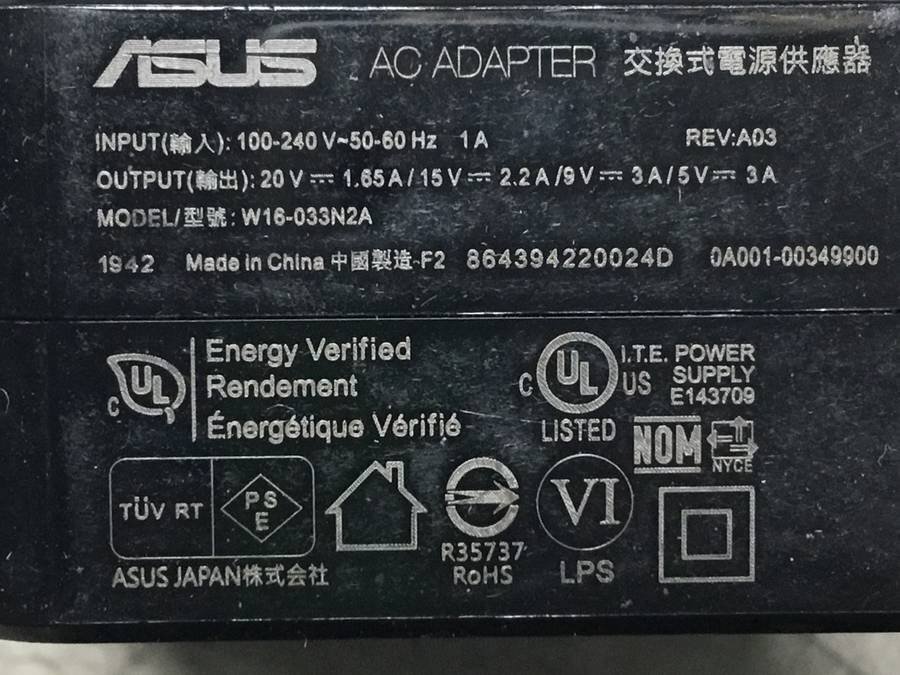 ASUS AC ADAPTER 交換式電源供應器
INPUT(輸入): 100-240 V~50-60 Hz 1 A REV:A03
OUTPUT(輸出): 20 V ⎓ 1.65 A / 15 V ⎓ 2.2 A /9 V ⎓ 3 A / 5 V ⎓ 3 A
MODEL/型號: W16-033N2A
1942 Made in China 中國製造-F2 864394220024D 0A001-00349900
C UL
Energy Verified
Rendement
Énergétique Vérifié
C UL US
LISTED
I.T.E. POWER
SUPPLY
E143709
NOM
NYCE
TÜV RT
PS
E
ASUS JAPAN株式会社
R35737
RoHS
VI
LPS